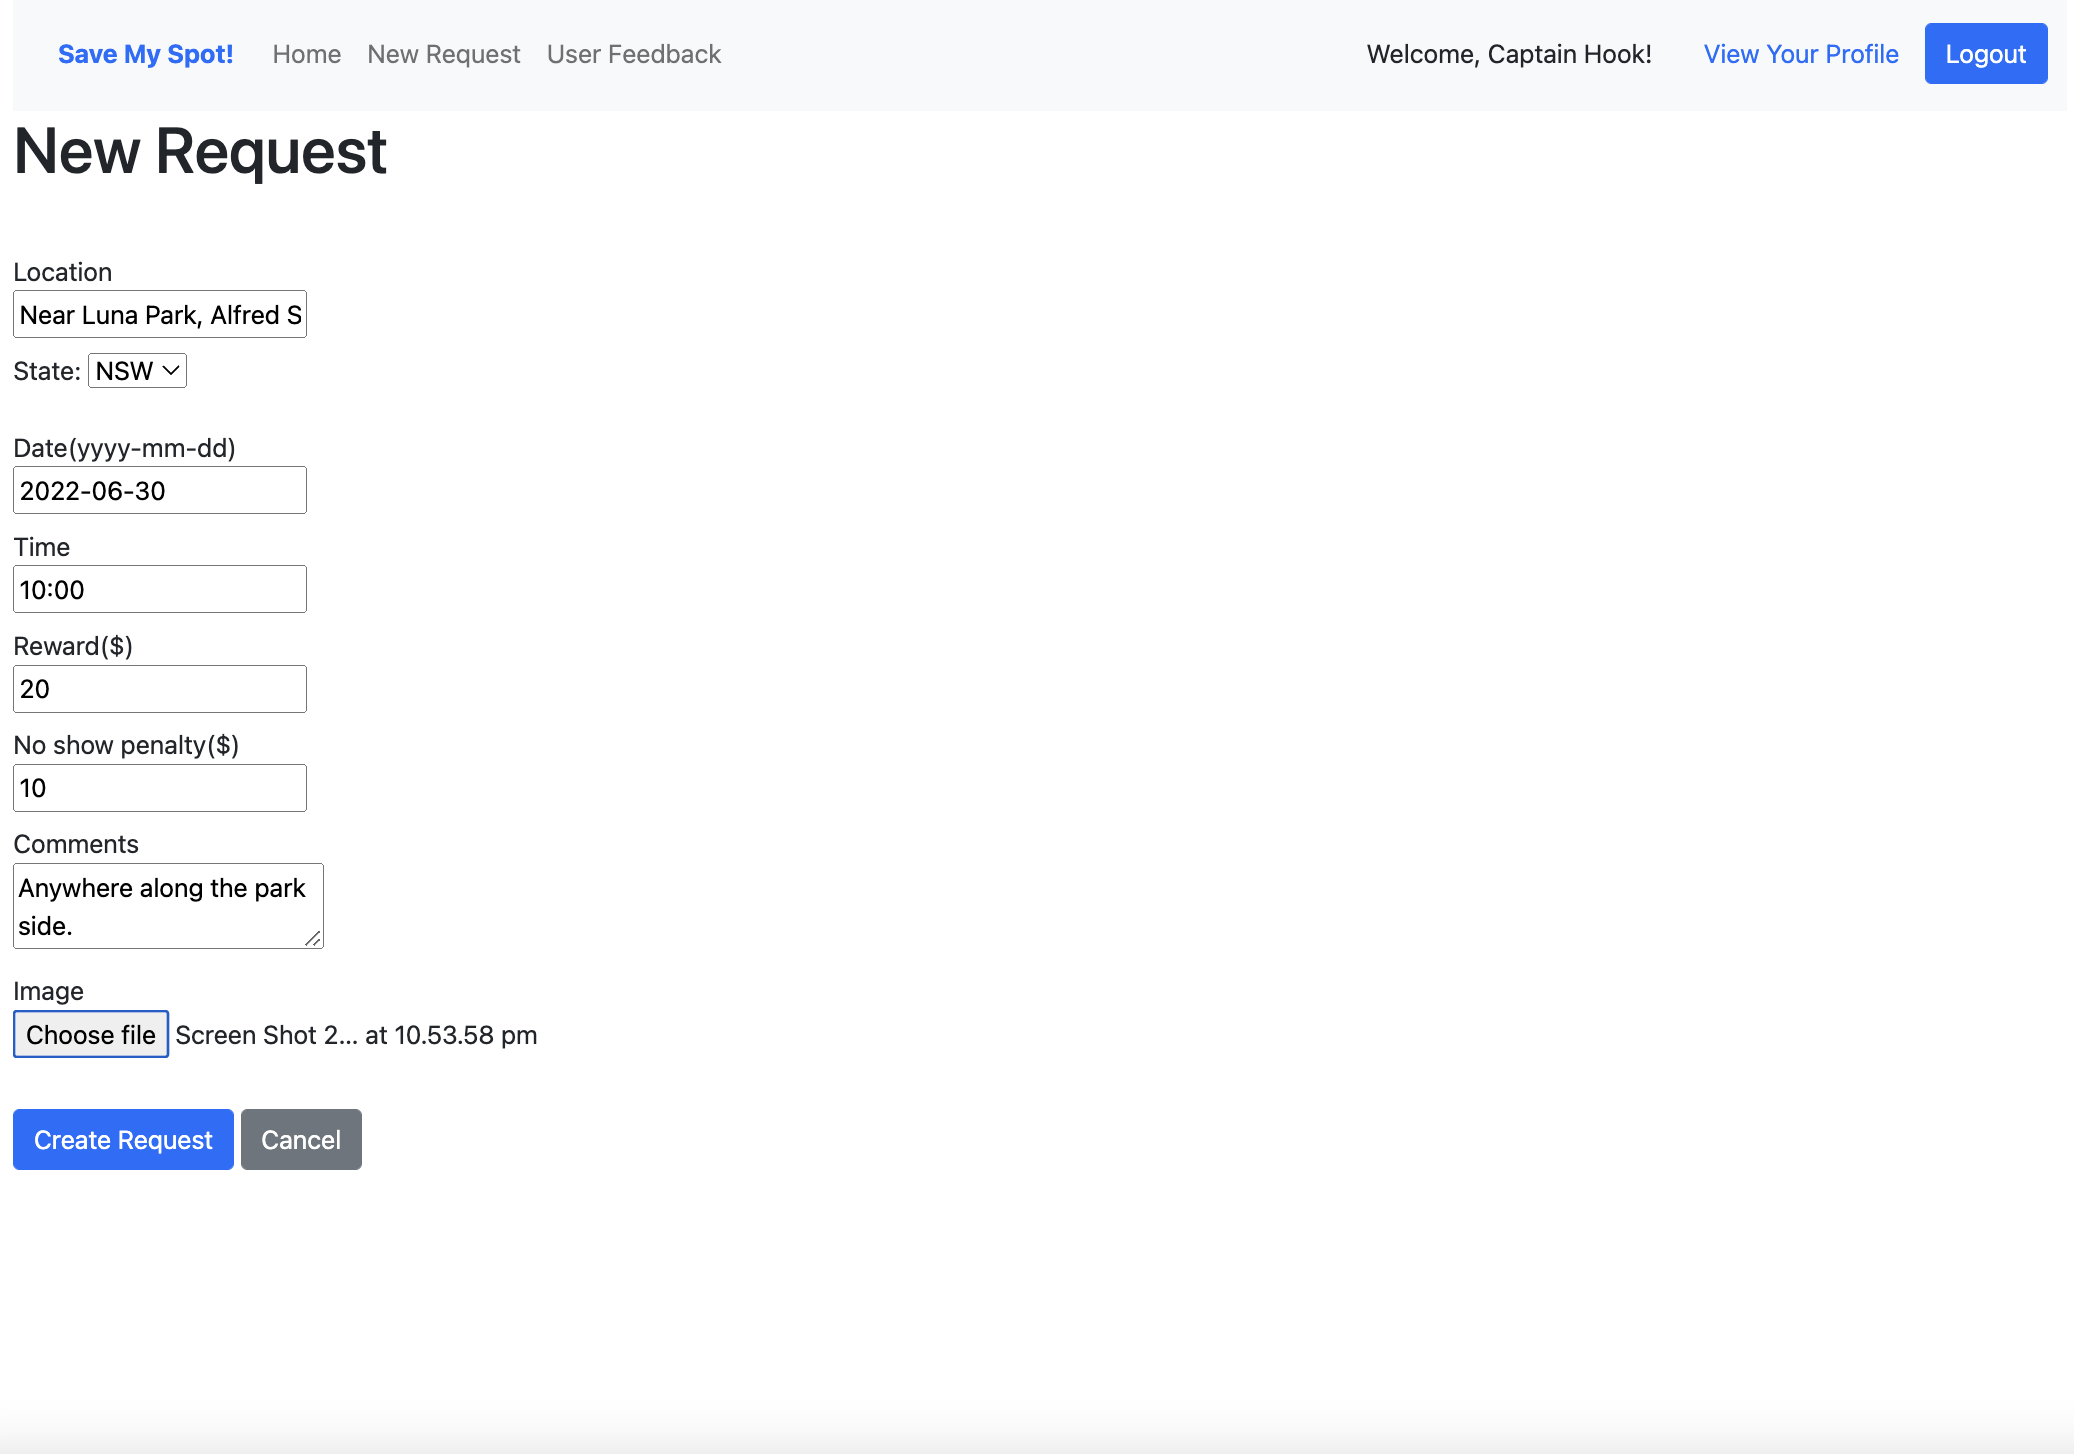 Save My Spot! Home New Request User Feedback Welcome, Captain Hook! View Your Profile Logout
New Request
Location
Near Luna Park, Alfred S
State: NSW
Date(yyyy-mm-dd)
2022-06-30
Time
10:00
Reward($)
20
No show penalty($)
10
Comments
Anywhere along the park
side.
Image
Choose file Screen Shot 2... at 10.53.58 pm
Create Request Cancel